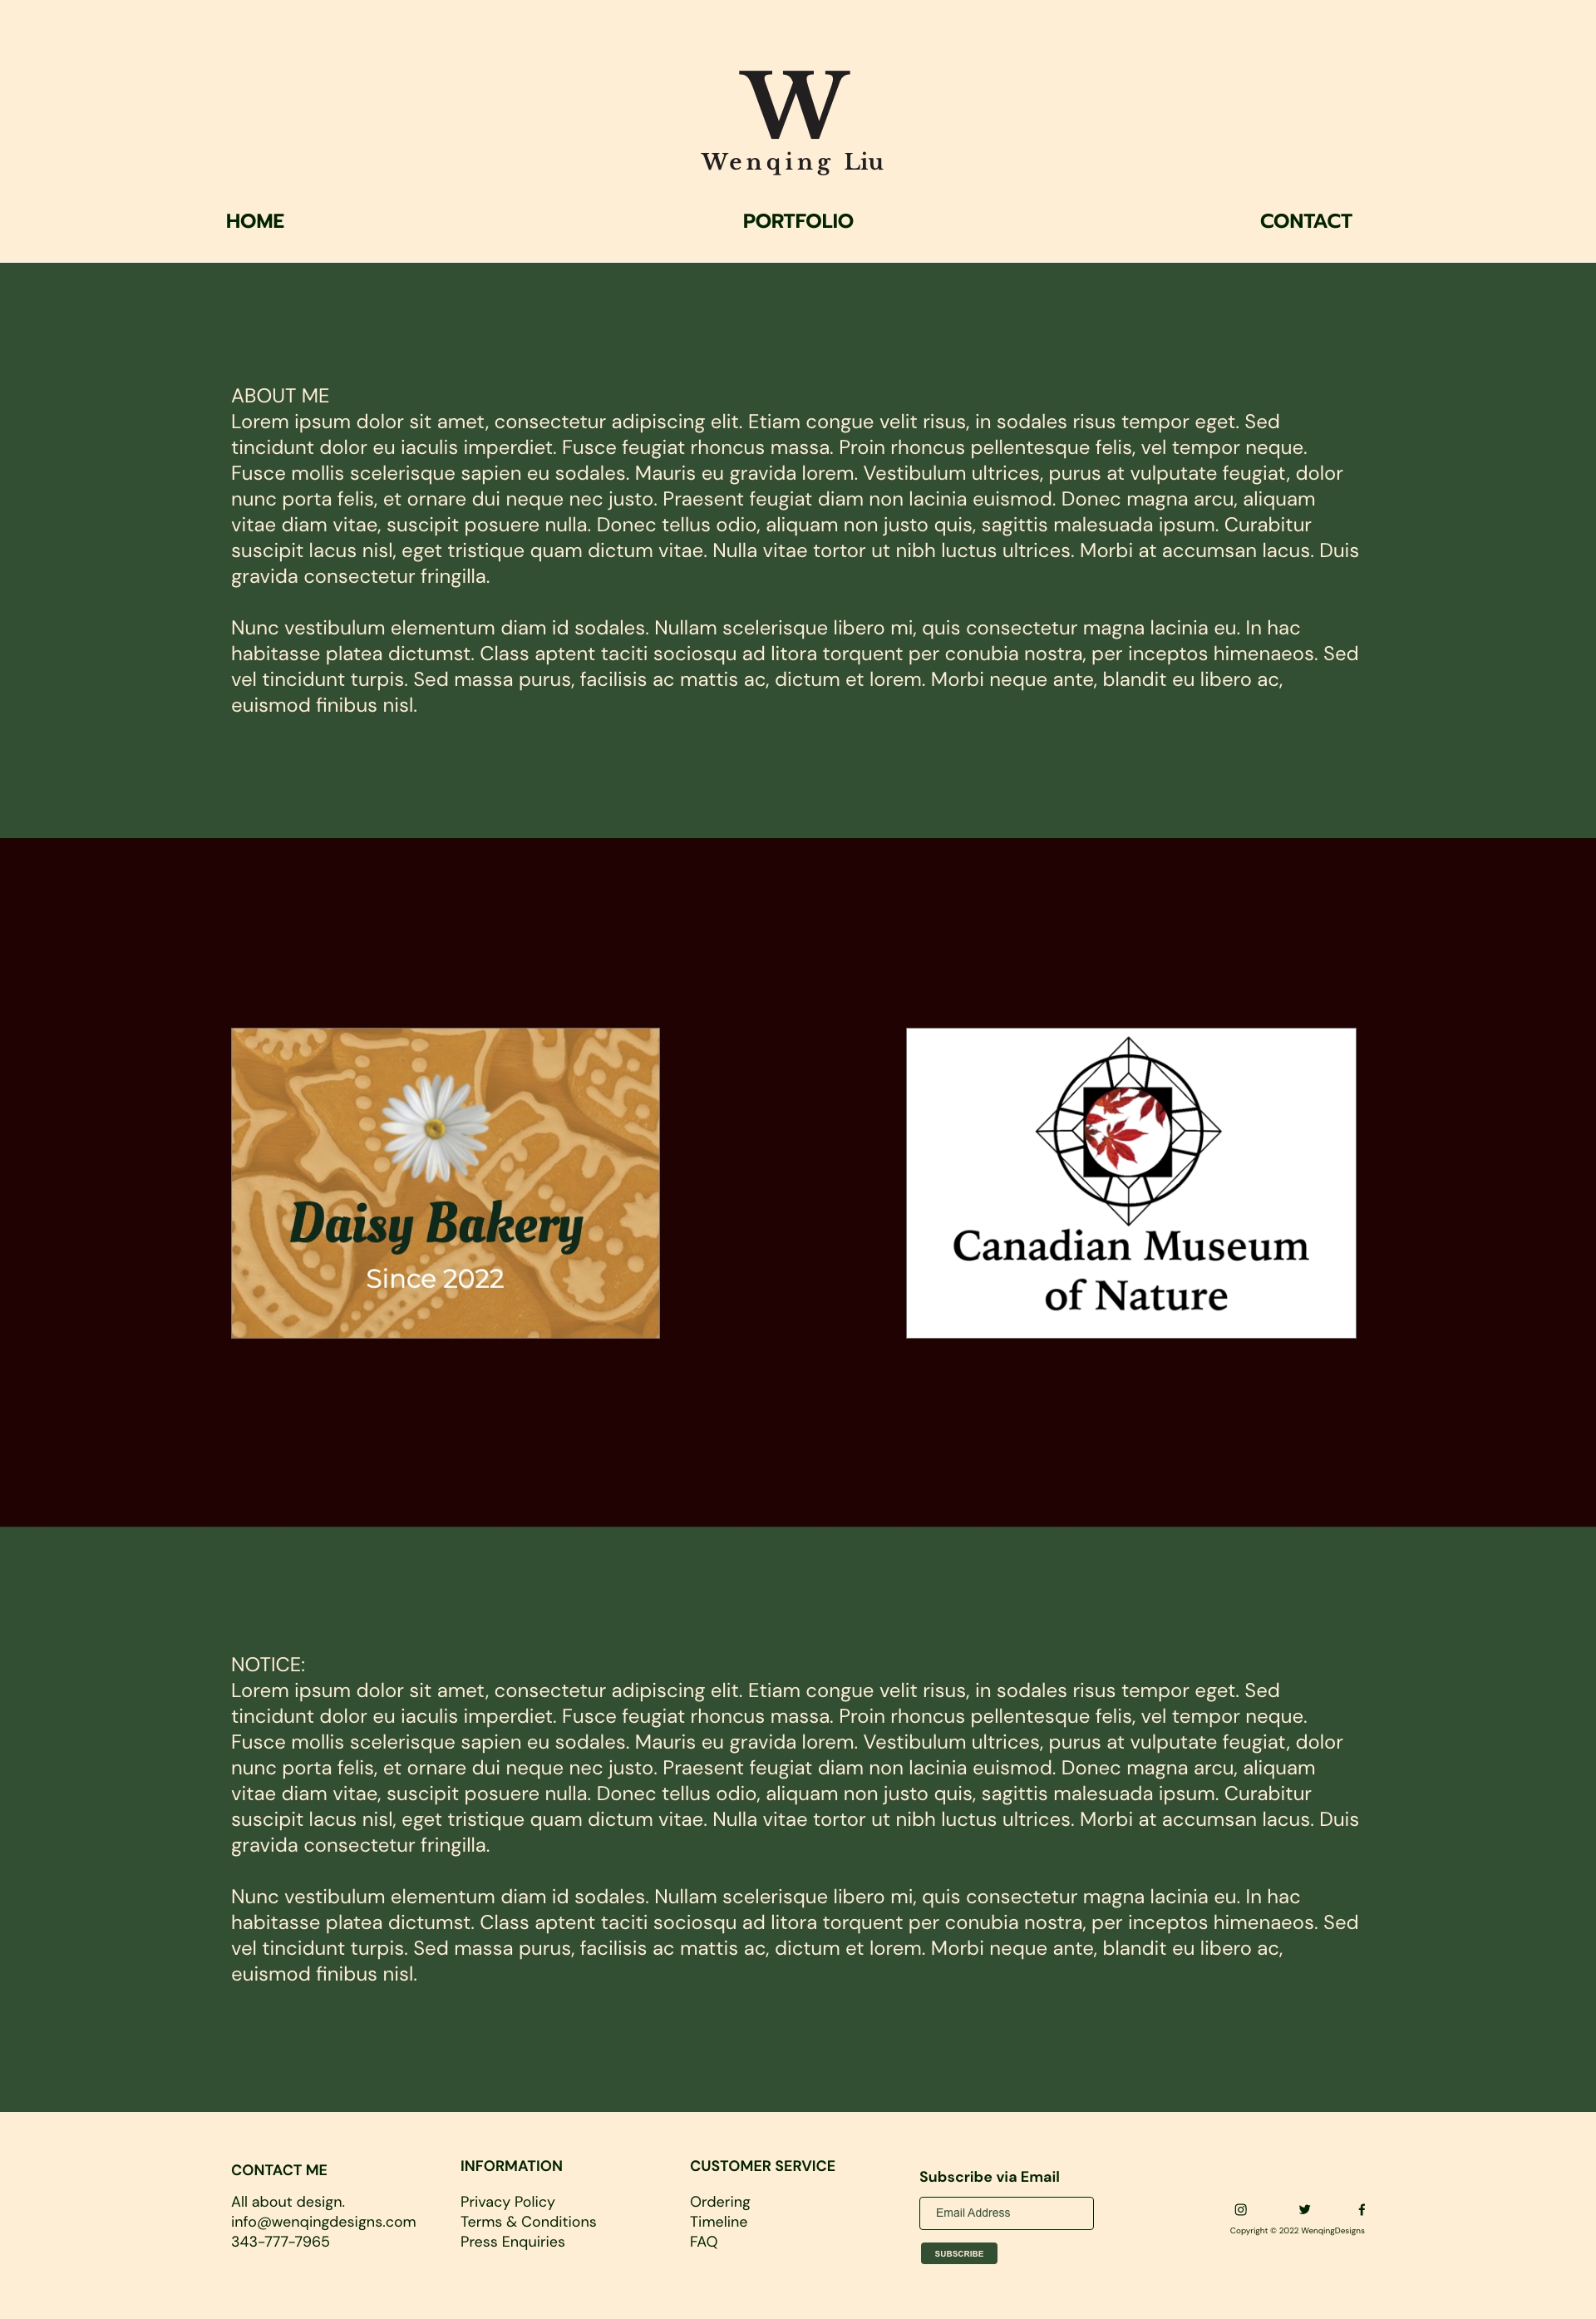 W
Wenqing Liu
HOME
PORTFOLIO
CONTACT
ABOUT ME
Lorem ipsum dolor sit amet, consectetur adipiscing elit. Etiam congue velit risus, in sodales risus tempor eget. Sed
tincidunt dolor eu iaculis imperdiet. Fusce feugiat rhoncus massa. Proin rhoncus pellentesque felis, vel tempor neque.
Fusce mollis scelerisque sapien eu sodales. Mauris eu gravida lorem. Vestibulum ultrices, purus at vulputate feugiat, dolor
nunc porta felis, et ornare dui neque nec justo. Praesent feugiat diam non lacinia euismod. Donec magna arcu, aliquam
vitae diam vitae, suscipit posuere nulla. Donec tellus odio, aliquam non justo quis, sagittis malesuada ipsum. Curabitur
suscipit lacus nisl, eget tristique quam dictum vitae. Nulla vitae tortor ut nibh luctus ultrices. Morbi at accumsan lacus. Duis
gravida consectetur fringilla.
Nunc vestibulum elementum diam id sodales. Nullam scelerisque libero mi, quis consectetur magna lacinia eu. In hac
habitasse platea dictumst. Class aptent taciti sociosqu ad litora torquent per conubia nostra, per inceptos himenaeos. Sed
vel tincidunt turpis. Sed massa purus, facilisis ac mattis ac, dictum et lorem. Morbi neque ante, blandit eu libero ac,
euismod finibus nisl.
Daisy Bakery
Since 2022
Canadian Museum
of Nature
NOTICE:
Lorem ipsum dolor sit amet, consectetur adipiscing elit. Etiam congue velit risus, in sodales risus tempor eget. Sed
tincidunt dolor eu iaculis imperdiet. Fusce feugiat rhoncus massa. Proin rhoncus pellentesque felis, vel tempor neque.
Fusce mollis scelerisque sapien eu sodales. Mauris eu gravida lorem. Vestibulum ultrices, purus at vulputate feugiat, dolor
nunc porta felis, et ornare dui neque nec justo. Praesent feugiat diam non lacinia euismod. Donec magna arcu, aliquam
vitae diam vitae, suscipit posuere nulla. Donec tellus odio, aliquam non justo quis, sagittis malesuada ipsum. Curabitur
suscipit lacus nisl, eget tristique quam dictum vitae. Nulla vitae tortor ut nibh luctus ultrices. Morbi at accumsan lacus. Duis
gravida consectetur fringilla.
Nunc vestibulum elementum diam id sodales. Nullam scelerisque libero mi, quis consectetur magna lacinia eu. In hac
habitasse platea dictumst. Class aptent taciti sociosqu ad litora torquent per conubia nostra, per inceptos himenaeos. Sed
vel tincidunt turpis. Sed massa purus, facilisis ac mattis ac, dictum et lorem. Morbi neque ante, blandit eu libero ac,
euismod finibus nisl.
CONTACT ME
All about design.
info@wenqingdesigns.com
343-777-7965
INFORMATION
Privacy Policy
Terms & Conditions
Press Enquiries
CUSTOMER SERVICE
Ordering
Timeline
FAQ
Subscribe via Email
Email Address
SUBSCRIBE
Copyright © 2022 WenqingDesigns